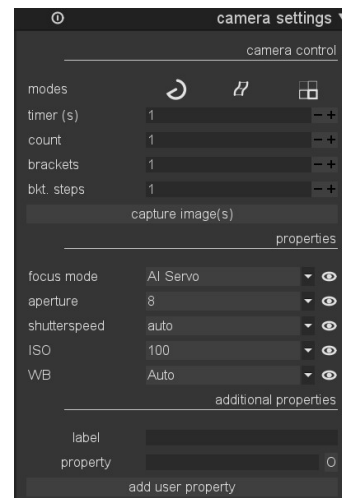 camera settings
camera control
modes
timer (s) 1 - +
count 1 - +
brackets 1 - +
bkt. steps 1 - +
capture image(s)
properties
focus mode AI Servo
aperture 8
shutterspeed auto
ISO 100
WB Auto
additional properties
label
property O
add user property